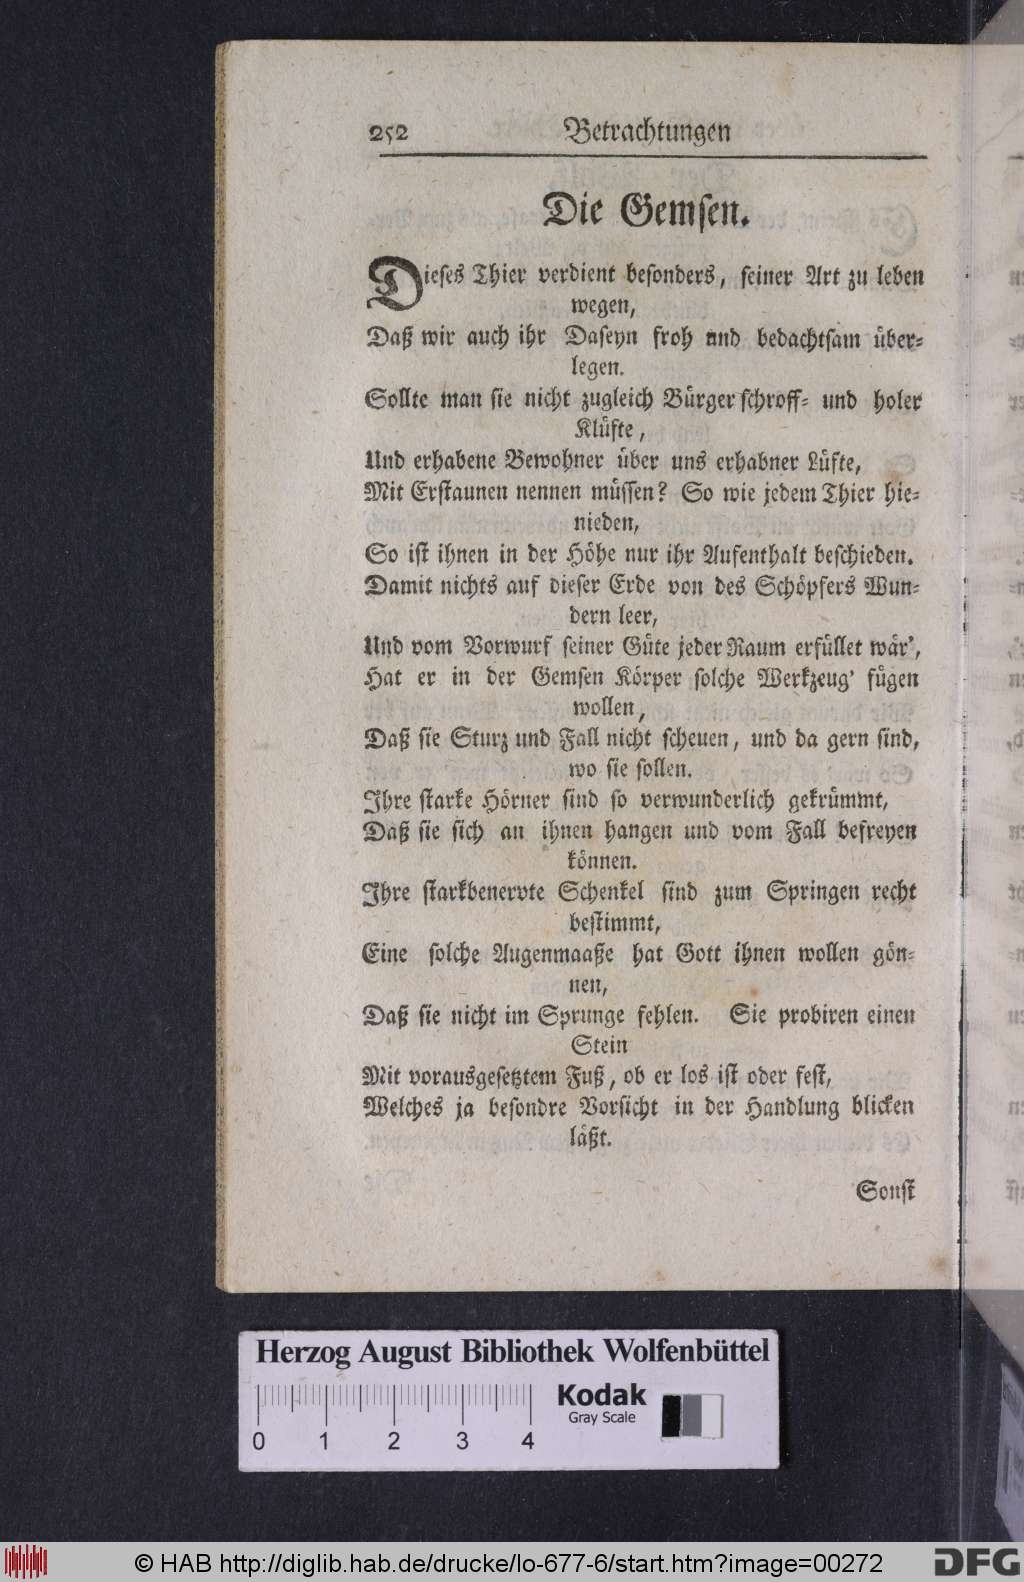 252 Betrachtungen
Die Gemsen.
Dieses Thier verdient besonders, seiner Art zu leben
wegen,
Daß wir auch ihr Daseyn froh und bedachtsam über-
legen.
Sollte man sie nicht zugleich Bürger schroff- und holer
Klüfte,
Und erhabene Bewohner über uns erhabner Lüfte,
Mit Erstaunen nennen müssen? So wie jedem Thier hie-
nieden,
So ist ihnen in der Höhe nur ihr Aufenthalt beschieden.
Damit nichts auf dieser Erde von des Schöpfers Wun-
dern leer,
Und vom Vorwurf seiner Güte jeder Raum erfüllet wär',
Hat er in der Gemsen Körper solche Werkzeug' fügen
wollen,
Daß sie Sturz und Fall nicht scheuen, und da gern sind,
wo sie sollen.
Ihre starke Hörner sind so verwunderlich gekrümmt,
Daß sie sich an ihnen hangen und vom Fall befreyen
können.
Ihre starkbenervte Schenkel sind zum Springen recht
bestimmt,
Eine solche Augenmaaße hat Gott ihnen wollen gön-
nen,
Daß sie nicht im Sprunge fehlen. Sie probiren einen
Stein
Mit vorausgesetztem Fuß, ob er los ist oder fest,
Welches ja besondre Vorsicht in der Handlung blicken
läßt.
Sonst
Herzog August Bibliothek Wolfenbüttel
Kodak
Gray Scale
0 1 2 3 4
© HAB http://diglib.hab.de/drucke/lo-677-6/start.htm?image=00272
DFG